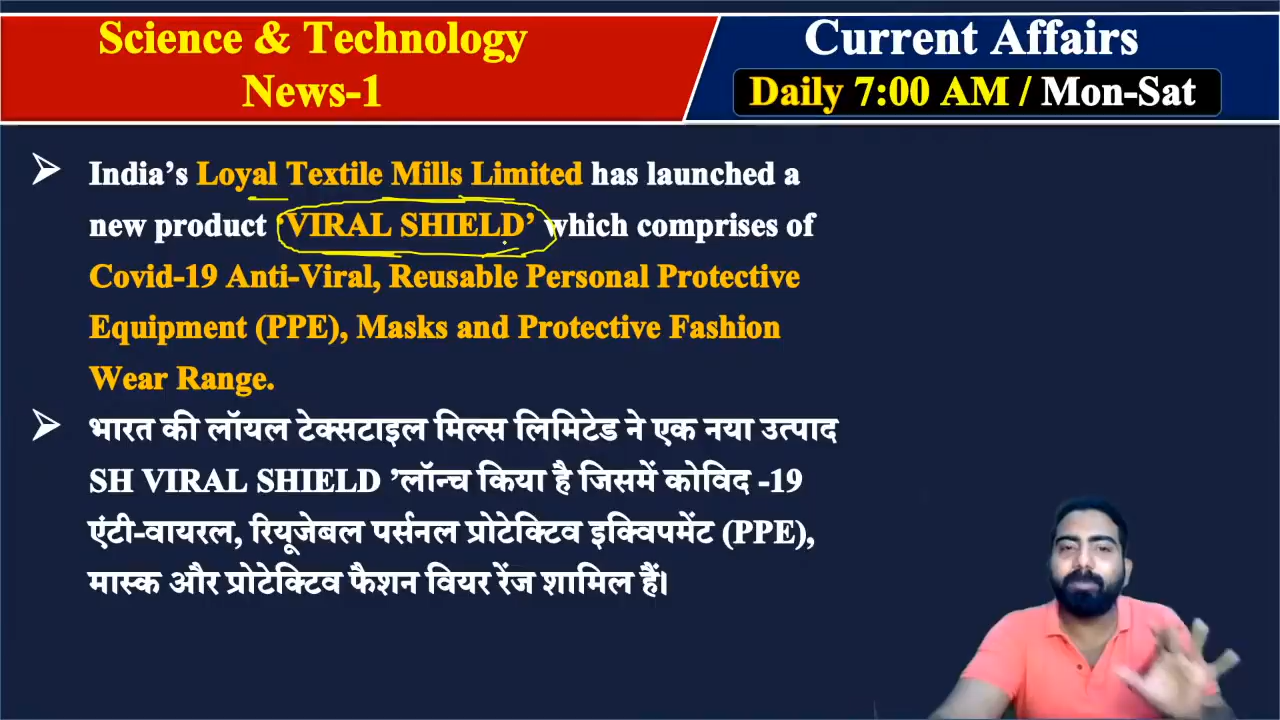 Science & Technology
News-1
Current Affairs
Daily 7:00 AM / Mon-Sat
India’s Loyal Textile Mills Limited has launched a
new product ‘VIRAL SHIELD’ which comprises of
Covid-19 Anti-Viral, Reusable Personal Protective
Equipment (PPE), Masks and Protective Fashion
Wear Range.
भारत की लॉयल टेक्सटाइल मिल्स लिमिटेड ने एक नया उत्पाद
SH VIRAL SHIELD ’लॉन्च किया है जिसमें कोविद -19
एंटी-वायरल, रियूजेबल पर्सनल प्रोटेक्टिव इक्विपमेंट (PPE),
मास्क और प्रोटेक्टिव फैशन वियर रेंज शामिल हैं।